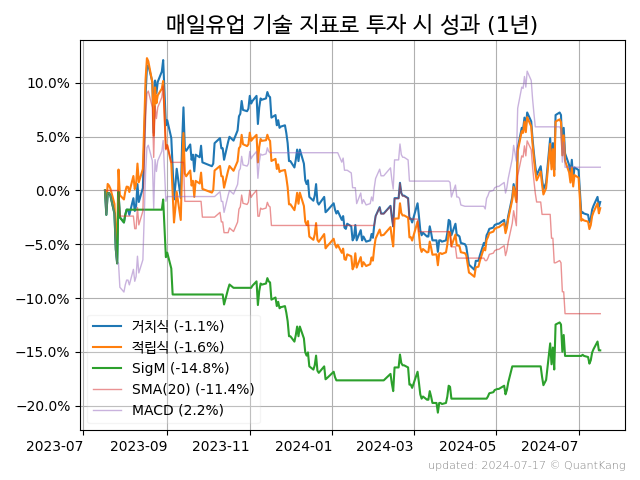 매일유업 기술 지표로 투자 시 성과 (1년)
10.0%
5.0%
0.0%
−5.0%
−10.0%
−15.0%
−20.0%
거치식 (-1.1%)
적립식 (-1.6%)
SigM (-14.8%)
SMA(20) (-11.4%)
MACD (2.2%)
2023-07 2023-09 2023-11 2024-01 2024-03 2024-05 2024-07
updated: 2024-07-17 © QuantKang